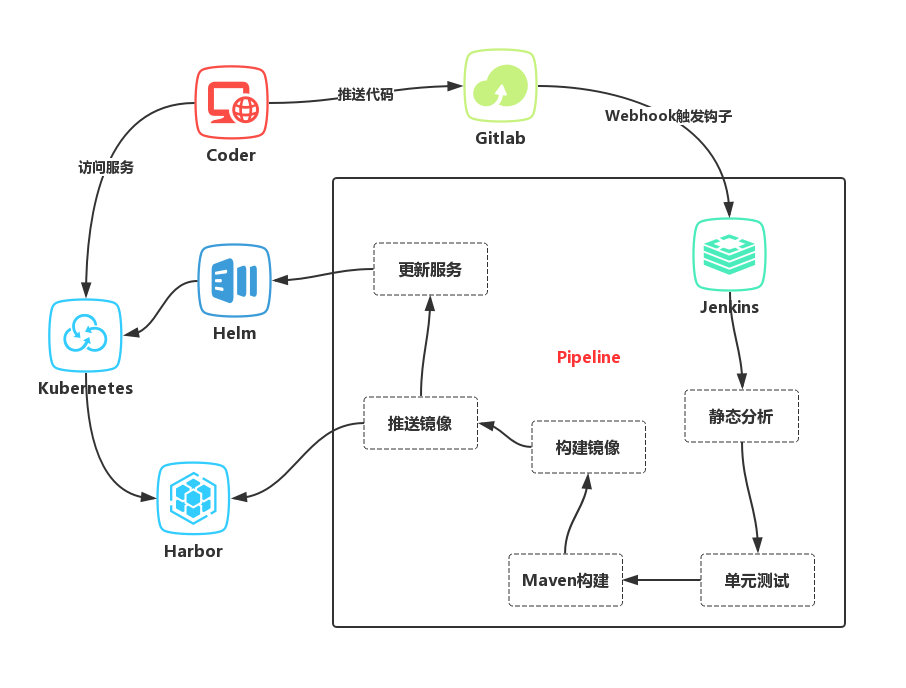 推送代码
Gitlab
Webhook触发钩子
Coder
访问服务
更新服务
Jenkins
Helm
Pipeline
Kubernetes
推送镜像
静态分析
构建镜像
Harbor
Maven构建
单元测试